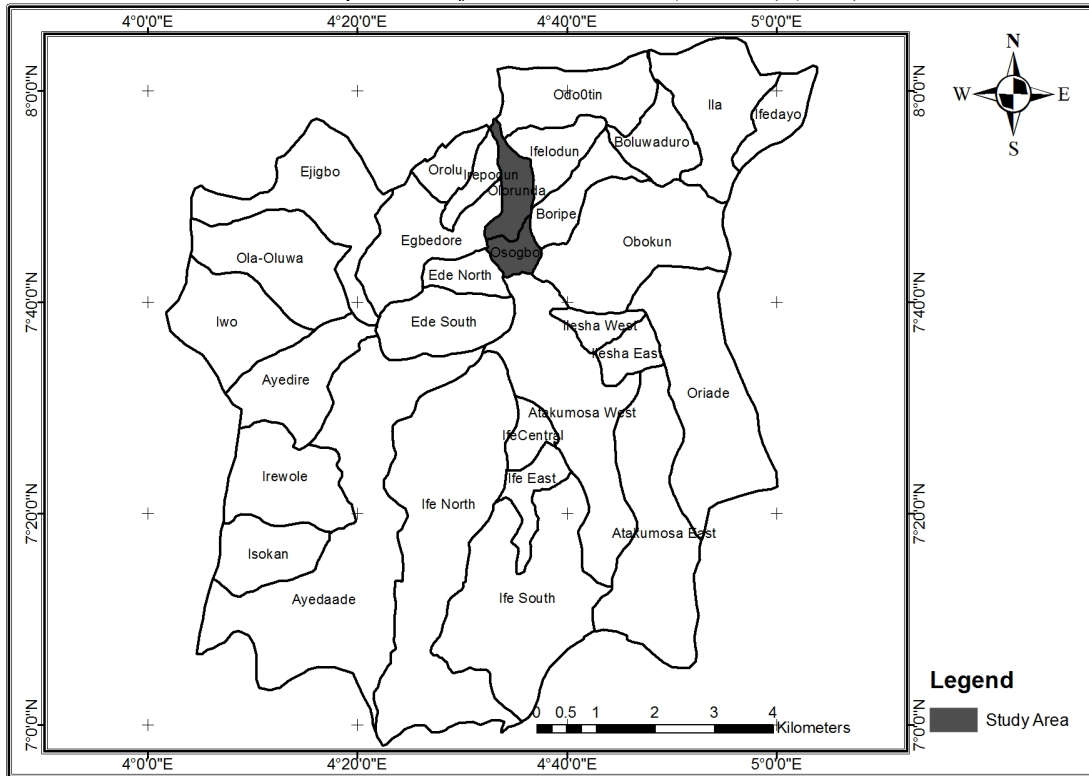 4°0'0"E 4°20'0"E 4°40'0"E 5°0'0"E
N
W E
S
8°0'0"N 8°0'0"N
Odo0tin
Ila
Ifedayo
Boluwaduro
Ifelodun
Ejigbo
Orolu
Irepodun
Olorunda
Boripe
Egbedore
Obokun
Osogbo
Ola-Oluwa
Ede North
7°40'0"N 7°40'0"N
Iwo
Ede South
Ilesha West
Ilesha East
Ayedire
Oriade
Atakumosa West
IfeCentral
Irewole
Ife East
Ife North
7°20'0"N 7°20'0"N
Atakumosa East
Isokan
Ayedaade
Ife South
Legend
Study Area
0 0.5 1 2 3 4
Kilometers
7°0'0"N 7°0'0"N
4°0'0"E 4°20'0"E 4°40'0"E 5°0'0"E